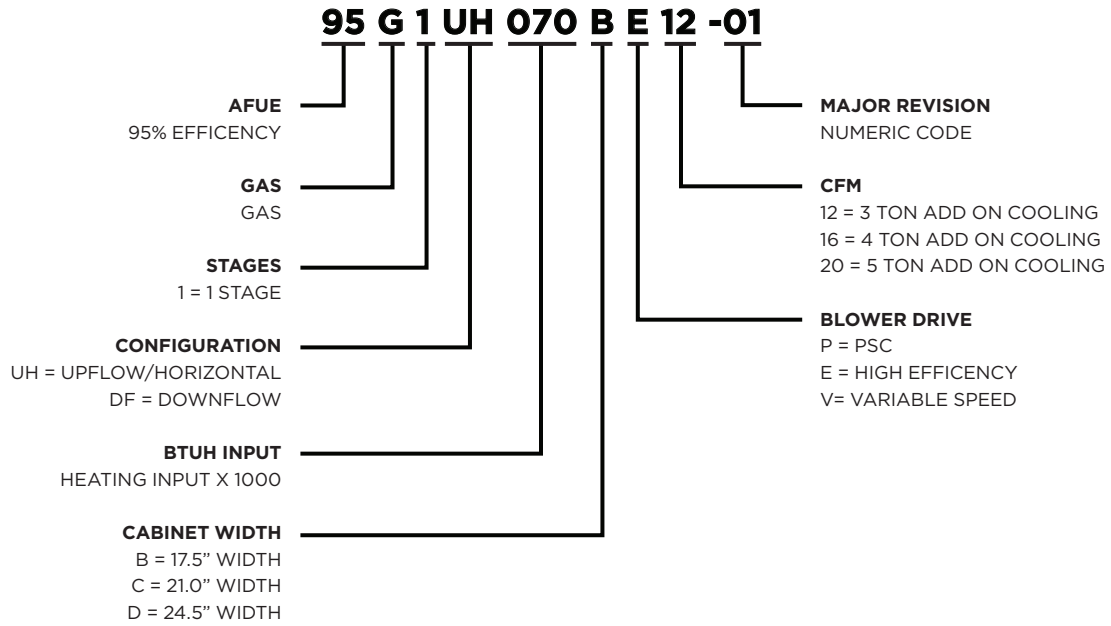 95 G 1 UH 070 B E 12 -01
AFUE
95% EFFICENCY
GAS
GAS
STAGES
1 = 1 STAGE
CONFIGURATION
UH = UPFLOW/HORIZONTAL
DF = DOWNFLOW
BTUH INPUT
HEATING INPUT X 1000
CABINET WIDTH
B = 17.5” WIDTH
C = 21.0” WIDTH
D = 24.5” WIDTH
MAJOR REVISION
NUMERIC CODE
CFM
12 = 3 TON ADD ON COOLING
16 = 4 TON ADD ON COOLING
20 = 5 TON ADD ON COOLING
BLOWER DRIVE
P = PSC
E = HIGH EFFICENCY
V= VARIABLE SPEED